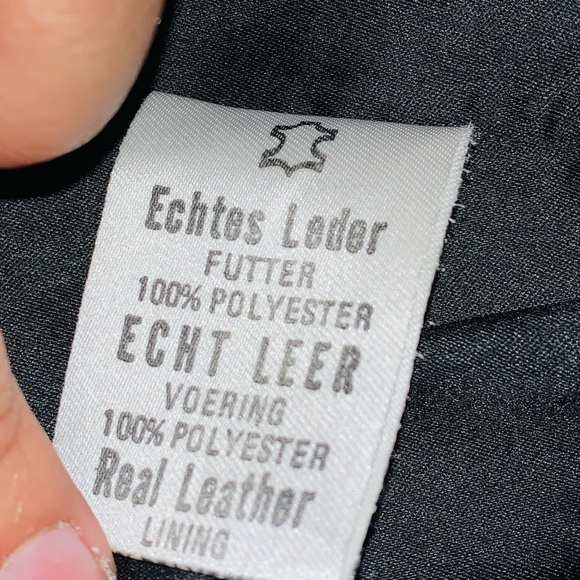 Echtes Leder
FUTTER
100% POLYESTER
ECHT LEER
VOERING
100% POLYESTER
Real Leather
LINING